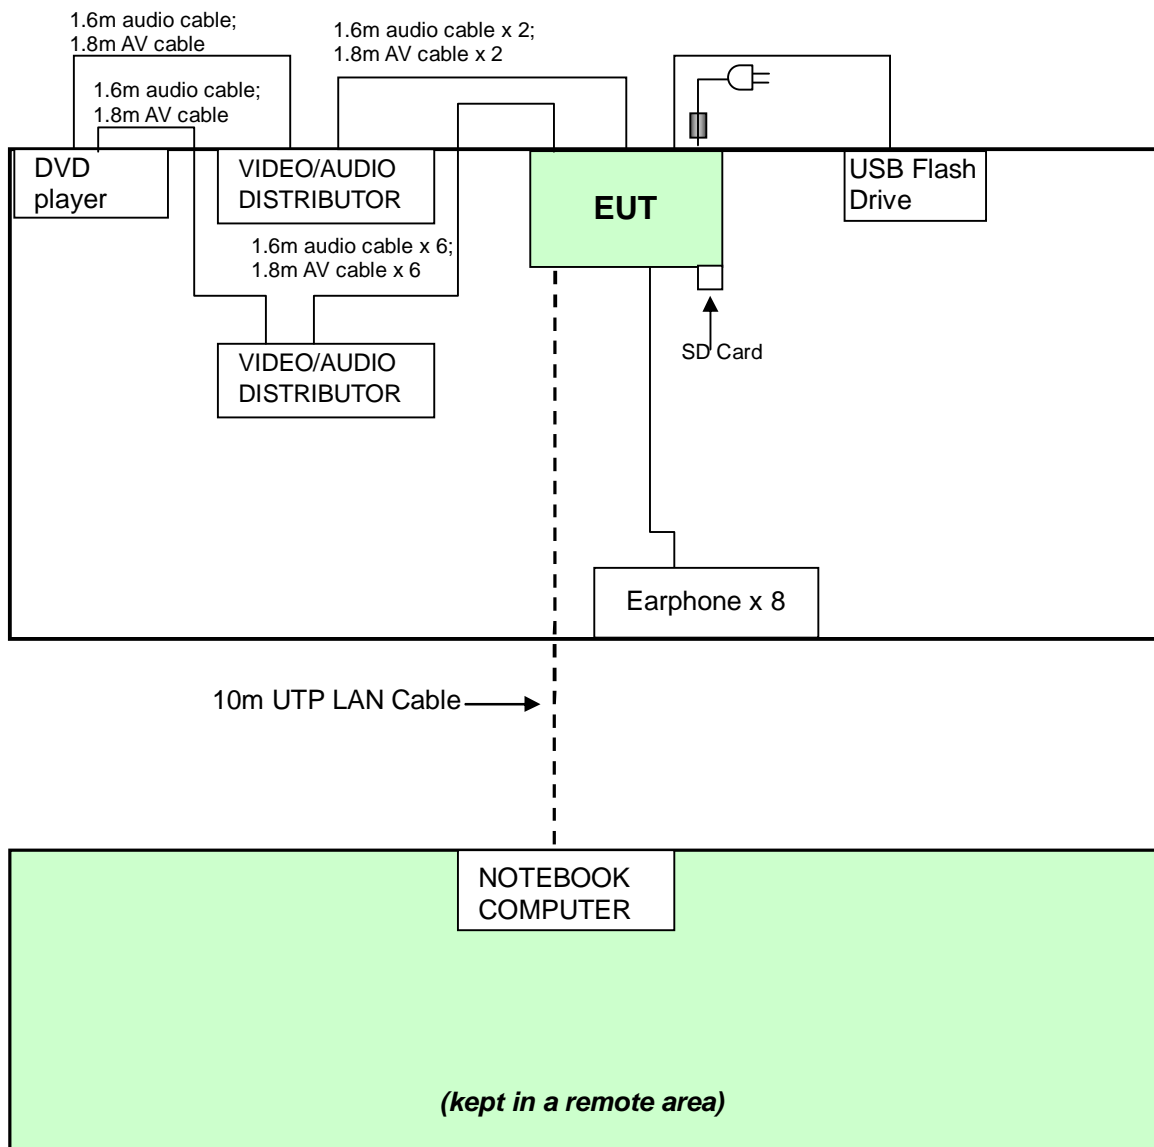 1.6m audio cable;
1.8m AV cable
1.6m audio cable x 2;
1.8m AV cable x 2
1.6m audio cable;
1.8m AV cable
DVD
player
VIDEO/AUDIO
DISTRIBUTOR
EUT
USB Flash
Drive
1.6m audio cable x 6;
1.8m AV cable x 6
SD Card
VIDEO/AUDIO
DISTRIBUTOR
Earphone x 8
10m UTP LAN Cable
NOTEBOOK
COMPUTER
(kept in a remote area)